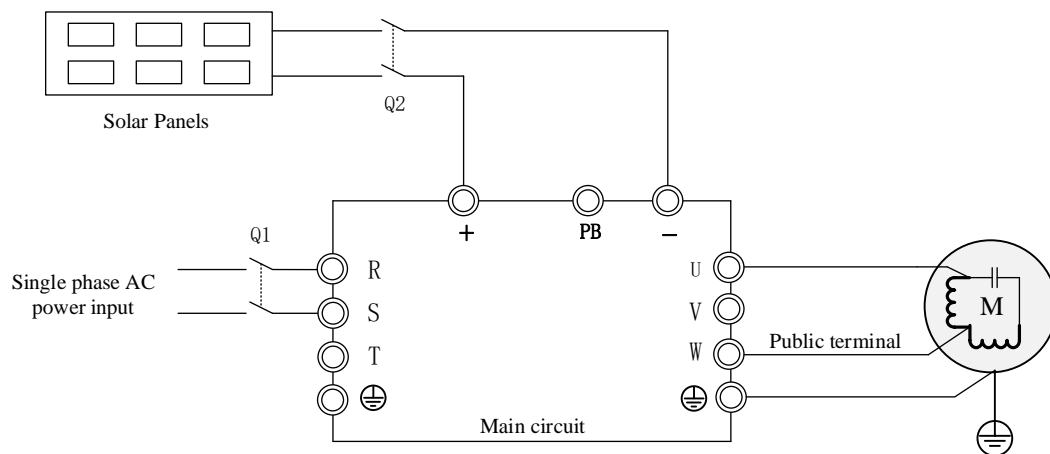 Solar Panels
Q2
+
PB
−
Q1
Single phase AC
power input
R
S
T
U
V
W
Public terminal
M
Main circuit